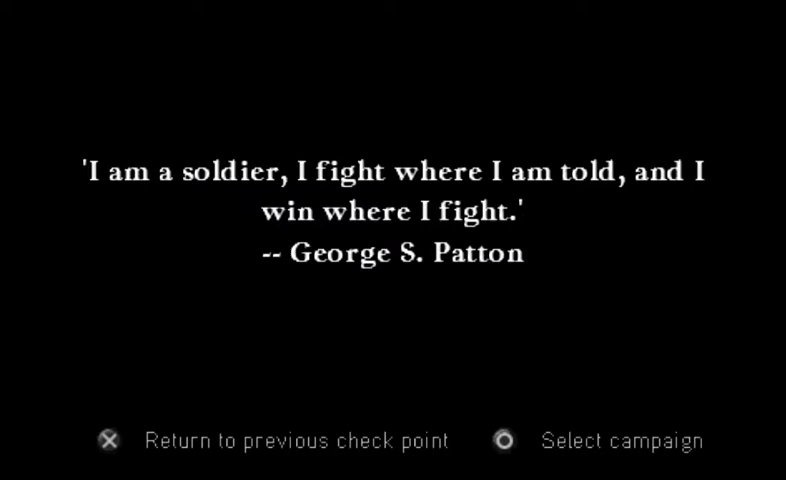 'I am a soldier, I fight where I am told, and I
win where I fight.'
-- George S. Patton
Return to previous check point
Select campaign